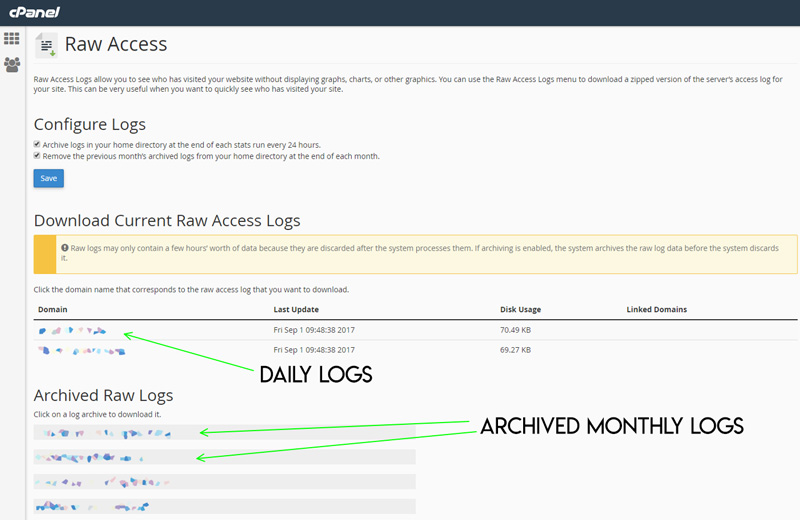 cPanel
Raw Access
Raw Access Logs allow you to see who has visited your website without displaying graphs, charts, or other graphics. You can use the Raw Access Logs menu to download a zipped version of the server's access log for
your site. This can be very useful when you want to quickly see who has visited your site.
Configure Logs
Archive logs in your home directory at the end of each stats run every 24 hours.
Remove the previous month's archived logs from your home directory at the end of each month.
Save
Download Current Raw Access Logs
Raw logs may only contain a few hours' worth of data because they are discarded after the system processes them. If archiving is enabled, the system archives the raw log data before the system discards
it.
Click the domain name that corresponds to the raw access log that you want to download.
Domain Last Update Disk Usage Linked Domains
Fri Sep 1 09:48:38 2017 70.49 KB
Fri Sep 1 09:48:38 2017 69.27 KB
DAILY LOGS
Archived Raw Logs
Click on a log archive to download it.
ARCHIVED MONTHLY LOGS